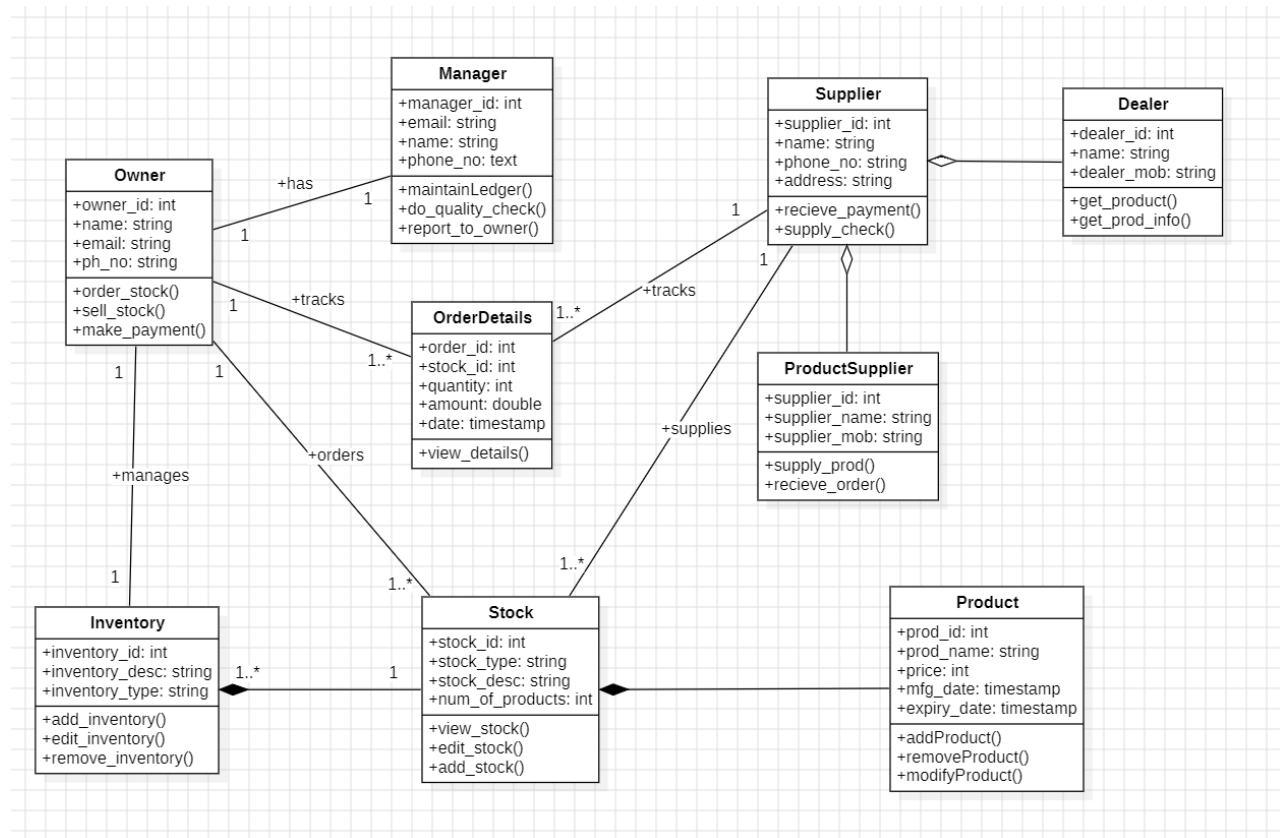 Manager
+manager_id: int
+email: string
+name: string
+phone_no: text
+maintainLedger()
+do_quality_check()
+report_to_owner()
Supplier
+supplier_id: int
+name: string
+phone_no: string
+address: string
+recieve_payment()
+supply_check()
Dealer
+dealer_id: int
+name: string
+dealer_mob: string
+get_product()
+get_prod_info()
Owner
+owner_id: int
+name: string
+email: string
+ph_no: string
+order_stock()
+sell_stock()
+make_payment()
+has
1
1
+tracks
1
1..*
+tracks
1
1..*
OrderDetails
+order_id: int
+stock_id: int
+quantity: int
+amount: double
+date: timestamp
+view_details()
ProductSupplier
+supplier_id: int
+supplier_name: string
+supplier_mob: string
+supply_prod()
+recieve_order()
1
+manages
1
1
+orders
1..*
1
+supplies
1..*
Inventory
+inventory_id: int
+inventory_desc: string
+inventory_type: string
+add_inventory()
+edit_inventory()
+remove_inventory()
1..*
1
Stock
+stock_id: int
+stock_type: string
+stock_desc: string
+num_of_products: int
+view_stock()
+edit_stock()
+add_stock()
Product
+prod_id: int
+prod_name: string
+price: int
+mfg_date: timestamp
+expiry_date: timestamp
+addProduct()
+removeProduct()
+modifyProduct()